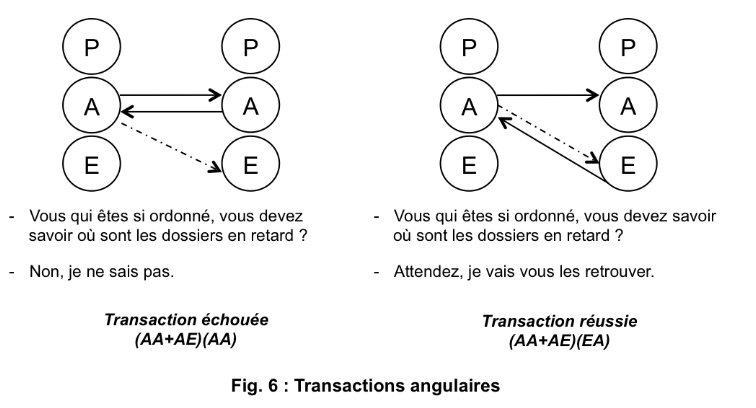 P P
A A
E E
P P
A A
E E
- Vous qui êtes si ordonné, vous devez
savoir où sont les dossiers en retard ?
- Non, je ne sais pas.
Transaction échouée
(AA+AE)(AA)
- Vous qui êtes si ordonné, vous devez savoir
où sont les dossiers en retard ?
- Attendez, je vais vous les retrouver.
Transaction réussie
(AA+AE)(EA)
Fig. 6 : Transactions angulaires